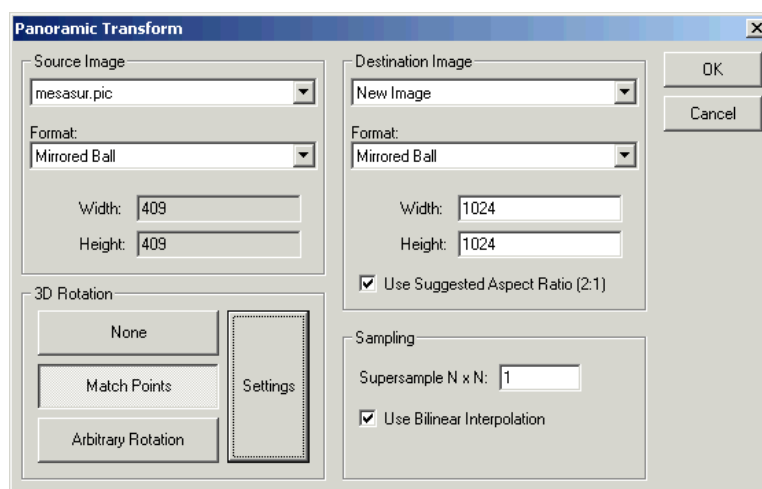 Panoramic Transform
Source Image
mesasur.pic
Format:
Mirrored Ball
Width: 409
Height: 409
3D Rotation
None
Match Points
Arbitrary Rotation
Settings
Destination Image
New Image
Format:
Mirrored Ball
Width: 1024
Height: 1024
Use Suggested Aspect Ratio (2:1)
Sampling
Supersample N x N: 1
Use Bilinear Interpolation
OK
Cancel